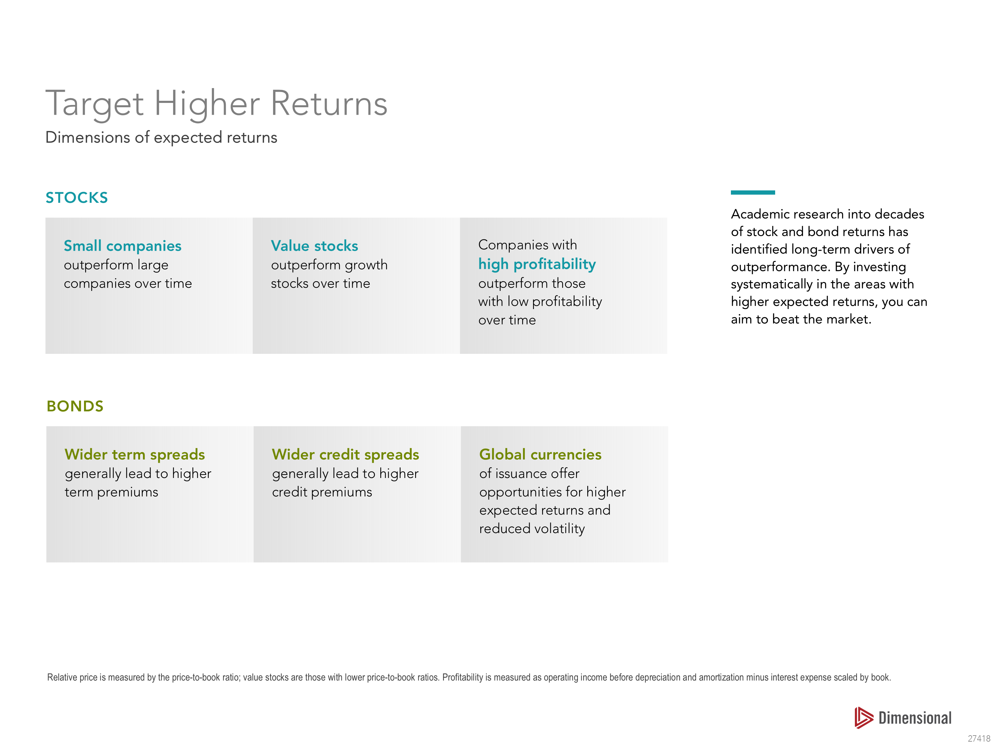 Target Higher Returns
Dimensions of expected returns
STOCKS
Small companies
outperform large
companies over time
Value stocks
outperform growth
stocks over time
Companies with
high profitability
outperform those
with low profitability
over time
Academic research into decades
of stock and bond returns has
identified long-term drivers of
outperformance. By investing
systematically in the areas with
higher expected returns, you can
aim to beat the market.
BONDS
Wider term spreads
generally lead to higher
term premiums
Wider credit spreads
generally lead to higher
credit premiums
Global currencies
of issuance offer
opportunities for higher
expected returns and
reduced volatility
Relative price is measured by the price-to-book ratio; value stocks are those with lower price-to-book ratios. Profitability is measured as operating income before depreciation and amortization minus interest expense scaled by book.
Dimensional
27418